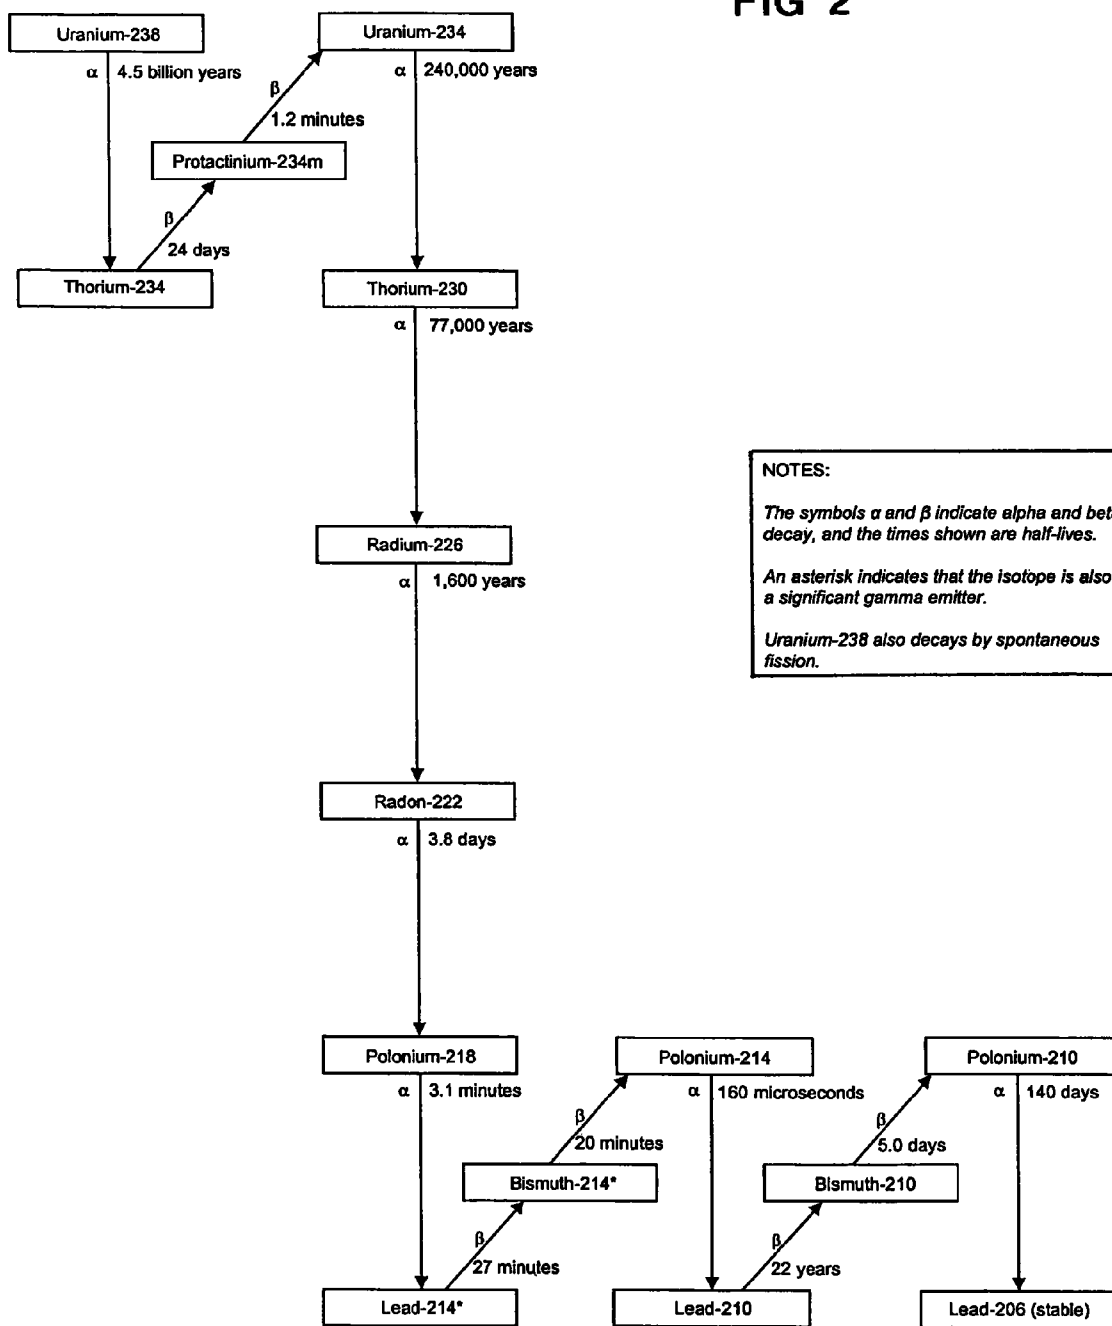 FIG 2
Uranium-238
Uranium-234
α 4.5 billion years
α 240,000 years
β
1.2 minutes
Protactinium-234m
β
24 days
Thorium-234
Thorium-230
α 77,000 years
NOTES:
The symbols α and β indicate alpha and bet
decay, and the times shown are half-lives.
An asterisk indicates that the isotope is also
a significant gamma emitter.
Uranium-238 also decays by spontaneous
fission.
Radium-226
α 1,600 years
Radon-222
α 3.8 days
Polonium-218
Polonium-214
Polonium-210
α 3.1 minutes
α 160 microseconds
α 140 days
β
20 minutes
β
5.0 days
Bismuth-214*
Bismuth-210
β
27 minutes
β
22 years
Lead-214*
Lead-210
Lead-206 (stable)